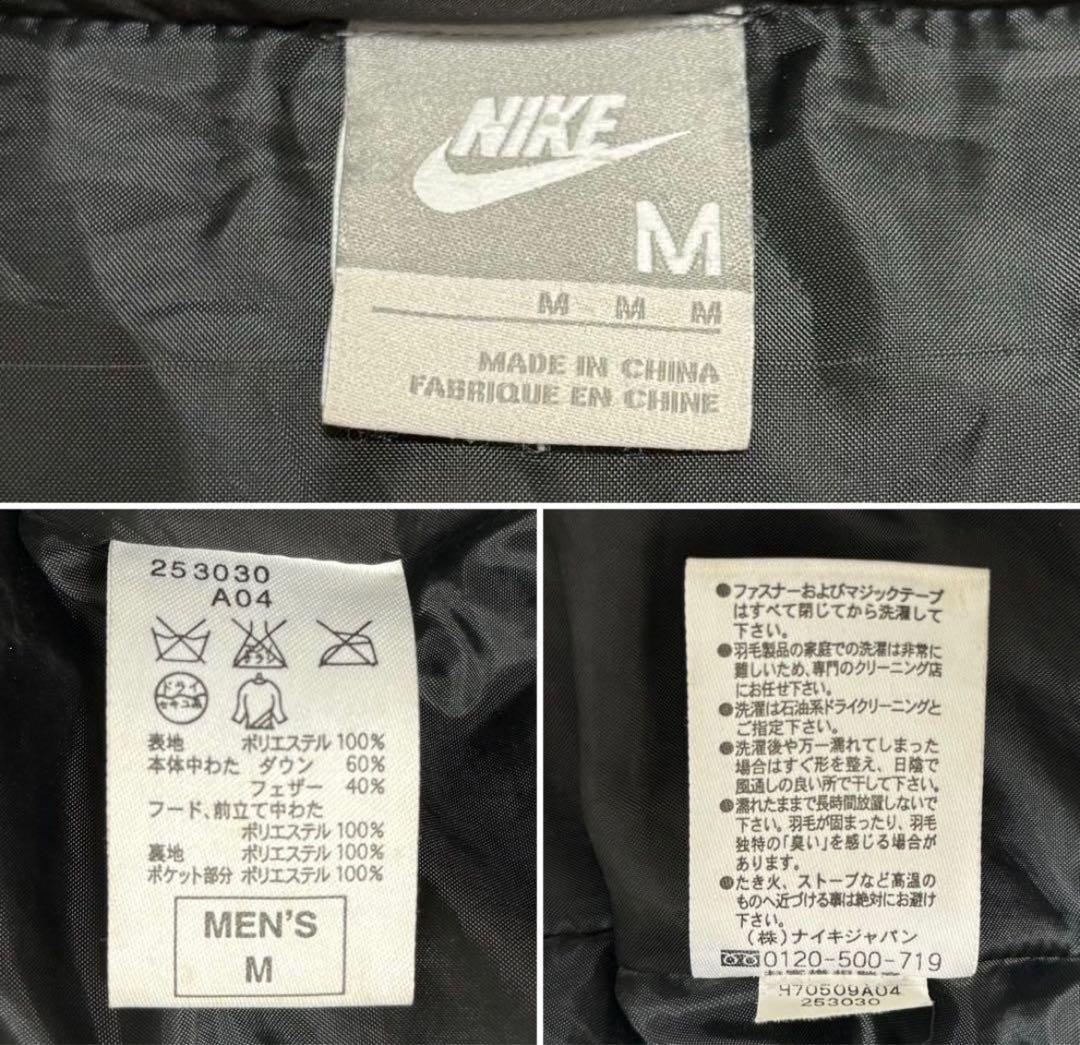 NIKE
M
M M M
MADE IN CHINA
FABRIQUE EN CHINE
253030
A04
エンソ
ドライ
セキユ系
表地 ポリエステル 100%
本体中わた ダウン 60%
フェザー 40%
フード、前立て中わた
ポリエステル 100%
裏地 ポリエステル 100%
ポケット部分 ポリエステル 100%
MEN'S
M
●ファスナーおよびマジックテープ
はすべて閉じてから洗濯して
下さい。
●羽毛製品の家庭での洗濯は非常に
難しいため、専門のクリーニング店
にお任せ下さい。
●洗濯は石油系ドライクリーニングと
ご指定下さい。
●洗濯後や万一濡れてしまった
場合はすぐ形を整え、日陰で
風通しの良い所で干して下さい。
●濡れたままで長時間放置しないで
下さい。羽毛が固まったり、羽毛
独特の「臭い」を感じる場合が
あります。
●たき火、ストーブなど高温の
ものへ近づける事は絶対にお避け
下さい。
(株)ナイキジャパン
0120-500-719
H70509A04
253030